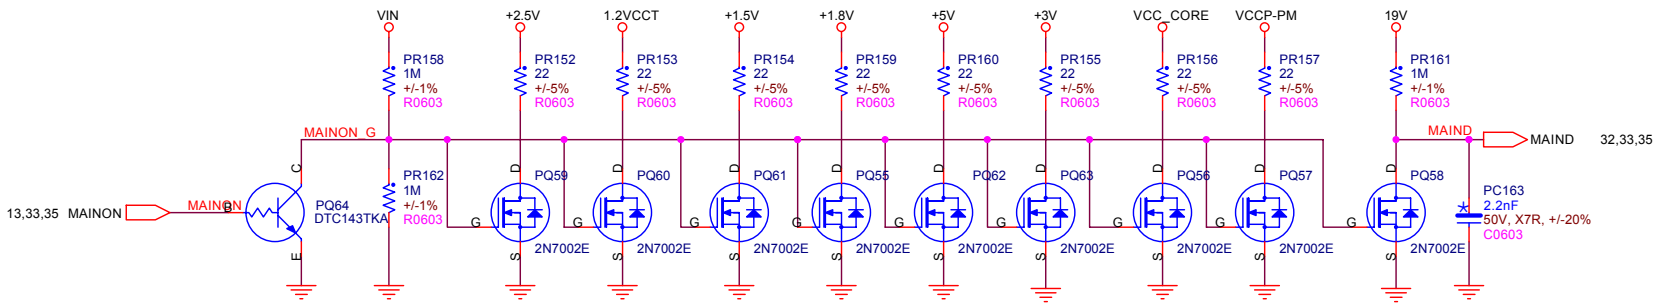 VIN +2.5V 1.2VCCT +1.5V +1.8V +5V +3V VCC_CORE VCCP-PM 19V
PR158 PR152 PR153 PR154 PR159 PR160 PR155 PR156 PR157 PR161
1M 22 22 22 22 22 22 22 22 1M
+/-1% +/-5% +/-5% +/-5% +/-5% +/-5% +/-5% +/-5% +/-5% +/-1%
R0603 R0603 R0603 R0603 R0603 R0603 R0603 R0603 R0603 R0603
MAINON_G MAIND MAIND 32,33,35
C D D D D D D D D D
PR162 PQ59 PQ60 PQ61 PQ55 PQ62 PQ63 PQ56 PQ57 PQ58
1M
+/-1%
R0603
PC163
2.2nF
50V, X7R, +/-20%
C0603
13,33,35 MAINON MAINON B PQ64
DTC143TKA
G G G G G G G G G
2N7002E 2N7002E 2N7002E 2N7002E 2N7002E 2N7002E 2N7002E 2N7002E 2N7002E
E S S S S S S S S S